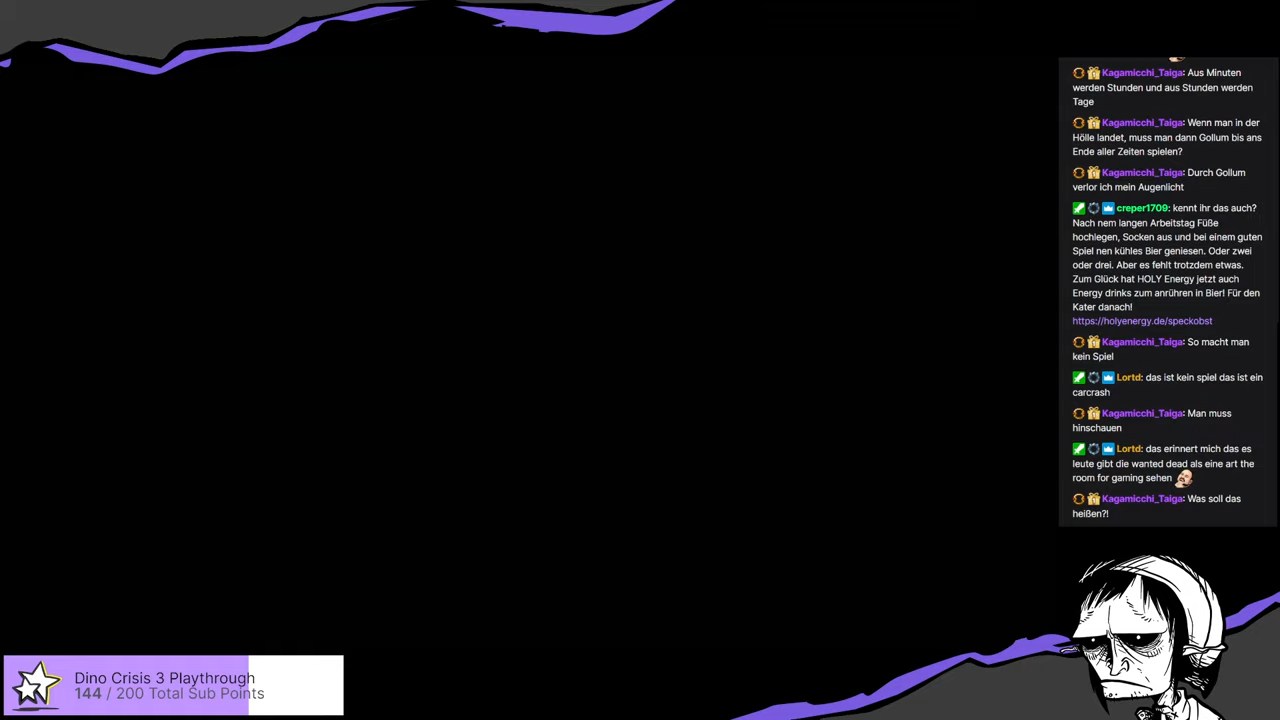 Kagamicchi_Taiga: Aus Minuten
werden Stunden und aus Stunden werden
Tage
Kagamicchi_Taiga: Wenn man in der
Hölle landet, muss man dann Gollum bis ans
Ende aller Zeiten spielen?
Kagamicchi_Taiga: Durch Gollum
verlor ich mein Augenlicht
creper1709: kennt ihr das auch?
Nach nem langen Arbeitstag Füße
hochlegen, Socken aus und bei einem guten
Spiel nen kühles Bier geniesen. Oder zwei
oder drei. Aber es fehlt trotzdem etwas.
Zum Glück hat HOLY Energy jetzt auch
Energy drinks zum anrühren in Bier! Für den
Kater danach!
https://holyenergy.de/speckobst
Kagamicchi_Taiga: So macht man
kein Spiel
Lortd: das ist kein spiel das ist ein
carcrash
Kagamicchi_Taiga: Man muss
hinschauen
Lortd: das erinnert mich das es
leute gibt die wanted dead als eine art the
room for gaming sehen
Kagamicchi_Taiga: Was soll das
heißen?!
Dino Crisis 3 Playthrough
144 / 200 Total Sub Points